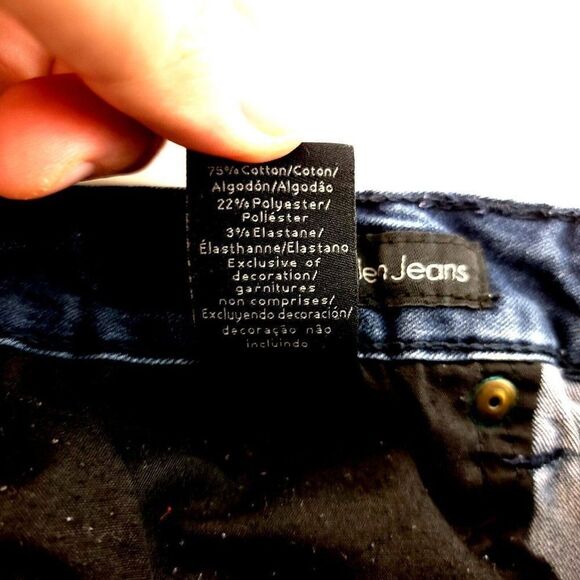 75% Cotton/Coton/
Algodón/Algodão
22% Polyester/
Poliéster
3% Elastane/
Élasthanne/Elastano
Exclusive of
decoration/
garnitures
non comprises/
Excluyendo decoración/
decoração não
incluindo
Jeans